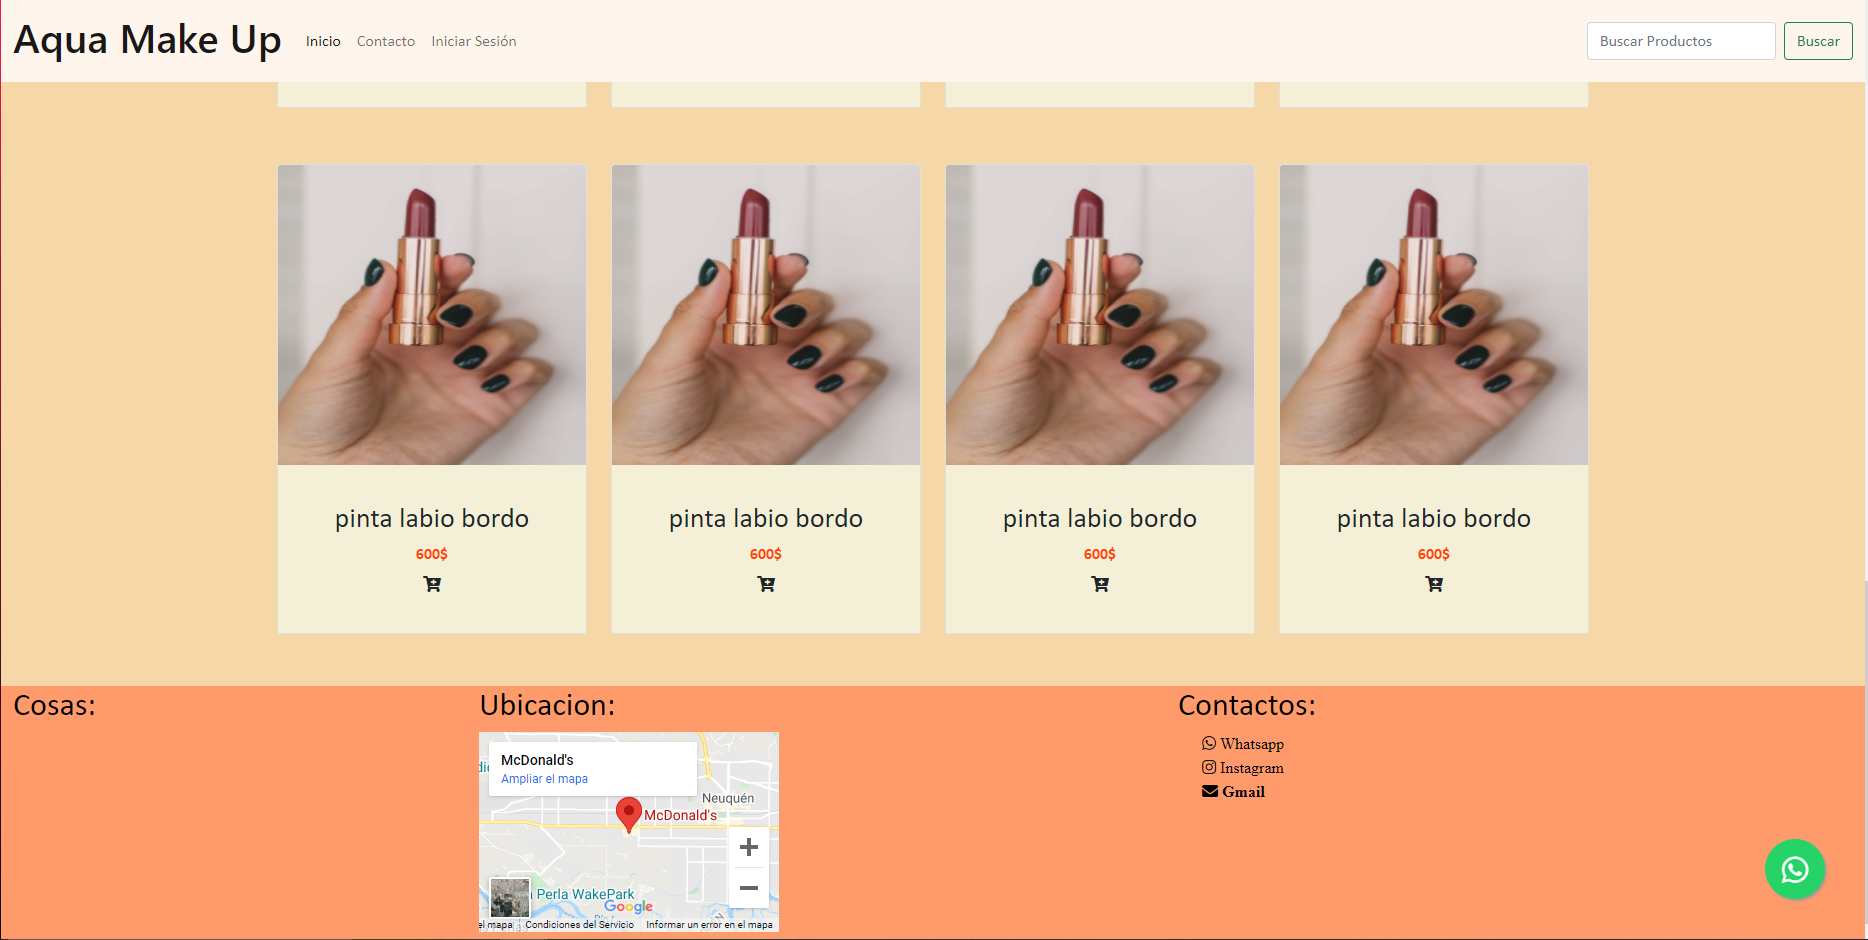 Aqua Make Up Inicio Contacto Iniciar Sesión Buscar Productos Buscar
pinta labio bordo pinta labio bordo pinta labio bordo pinta labio bordo
600$ 600$ 600$ 600$
Cosas: Ubicacion: Contactos:
McDonald's
Ampliar el mapa
Neuquén
McDonald's
Perla WakePark
Google
el mapa Condiciones del Servicio Informar un error en el mapa
Whatsapp
Instagram
Gmail